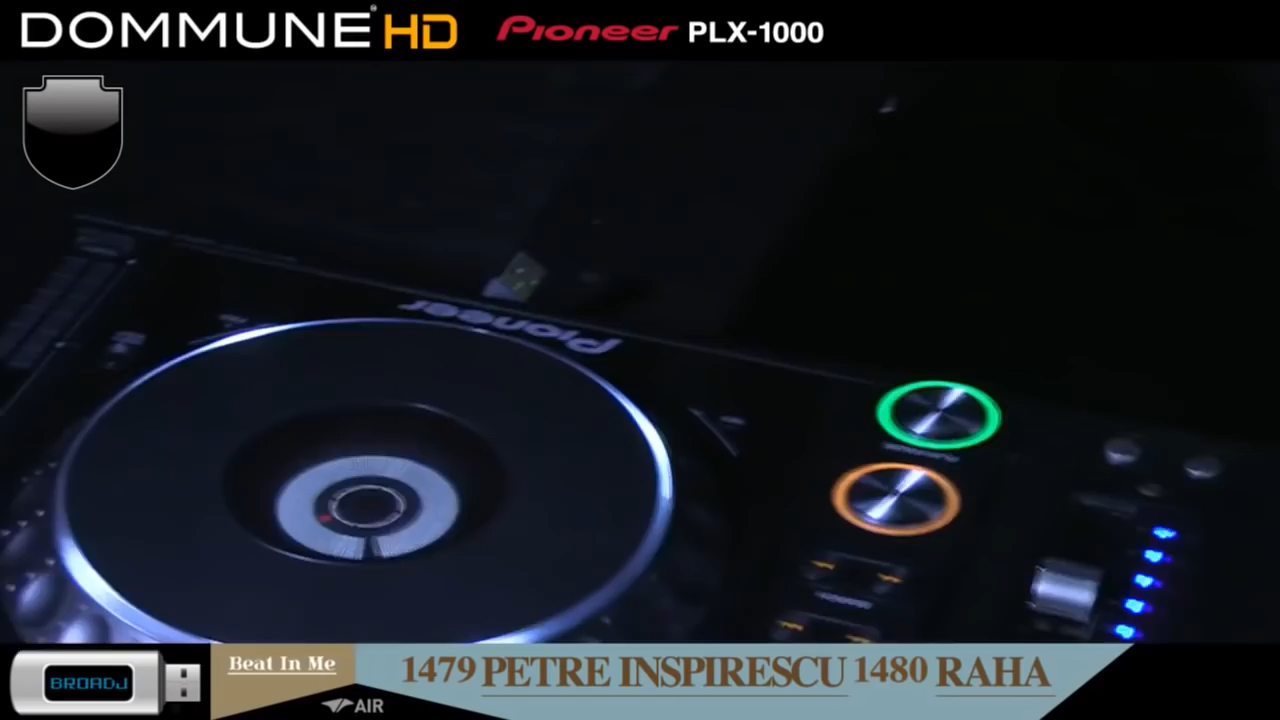 DOMMUNE HD Pioneer PLX-1000
Pioneer
BROADJ
Beat In Me
1479 PETRE INSPIRESCU 1480 RAHA
AIR